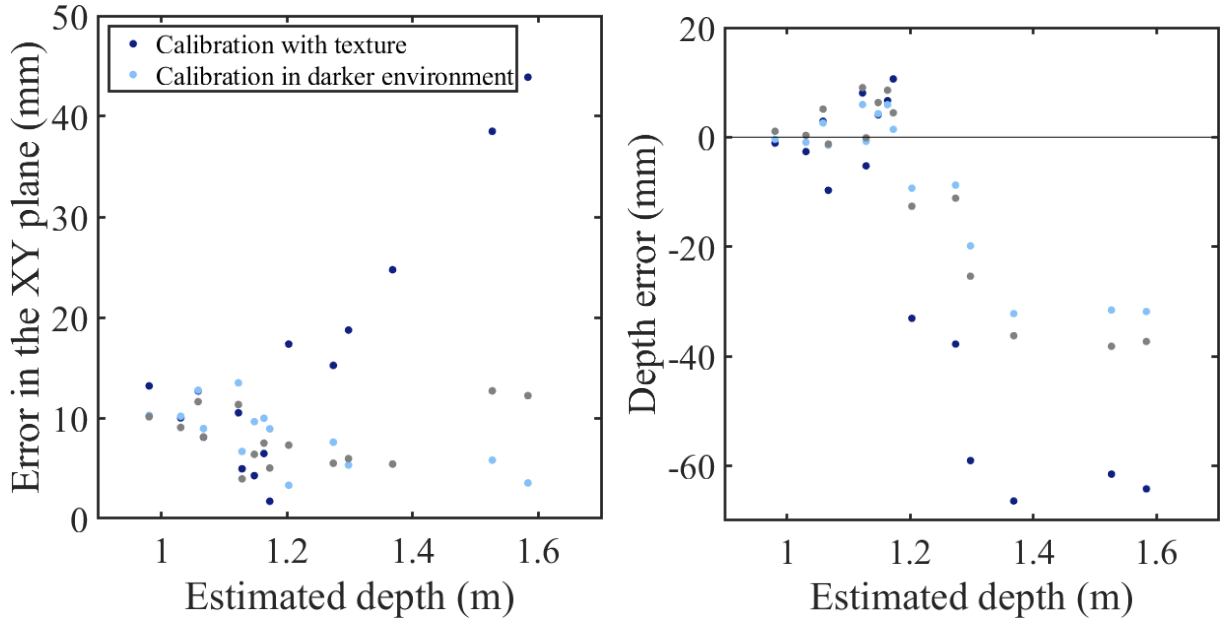 50
40
30
20
10
0
Error in the XY plane (mm)
Calibration with texture
Calibration in darker environment
1 1.2 1.4 1.6
Estimated depth (m)
20
0
-20
-40
-60
Depth error (mm)
1 1.2 1.4 1.6
Estimated depth (m)